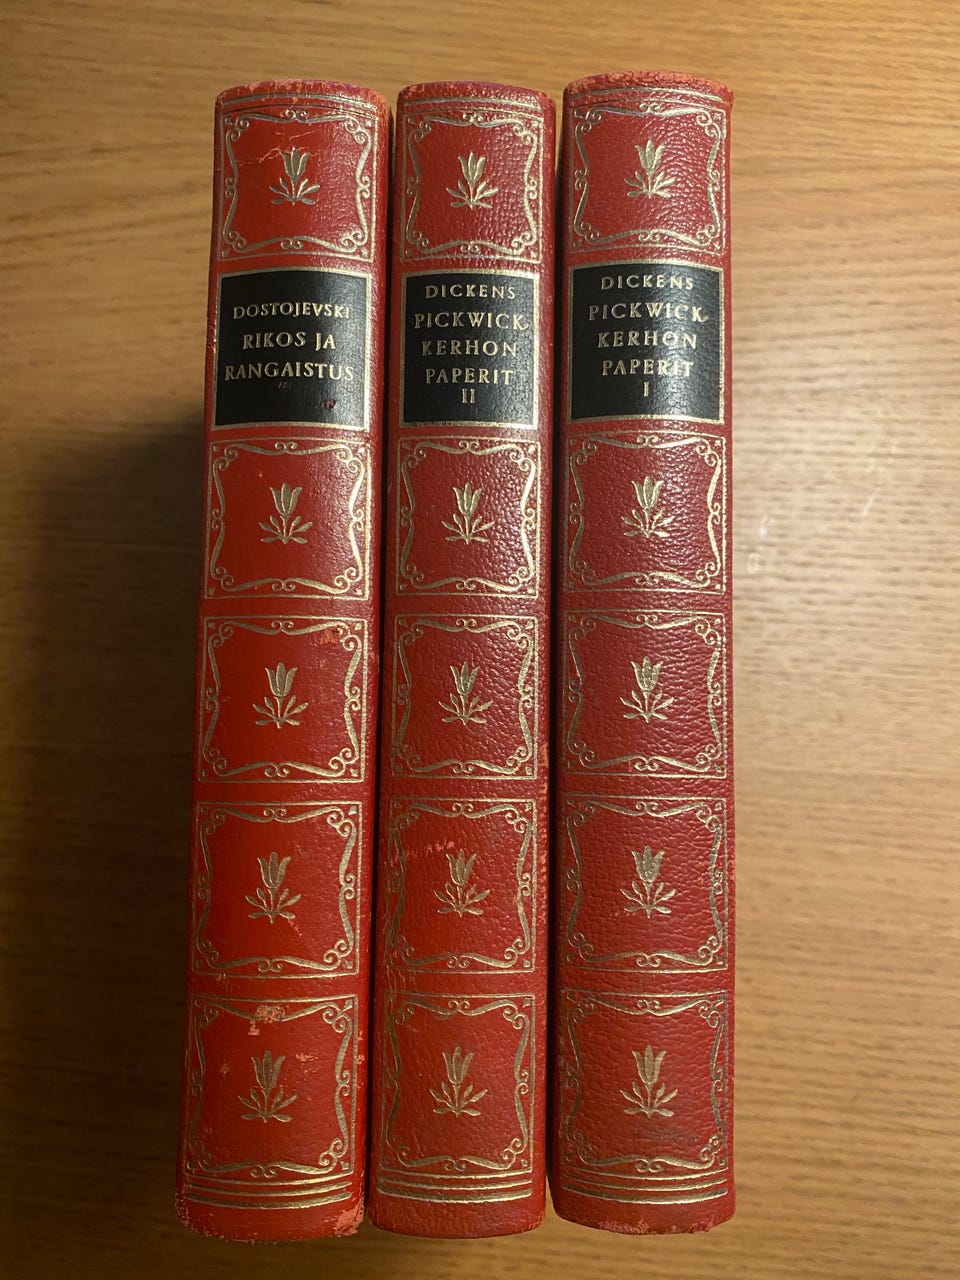 DOSTOJEVSKI
RIKOS JA
RANGAISTUS
DICKENS
PICKWICK-
KERHON
PAPERIT
II
DICKENS
PICKWICK-
KERHON
PAPERIT
I